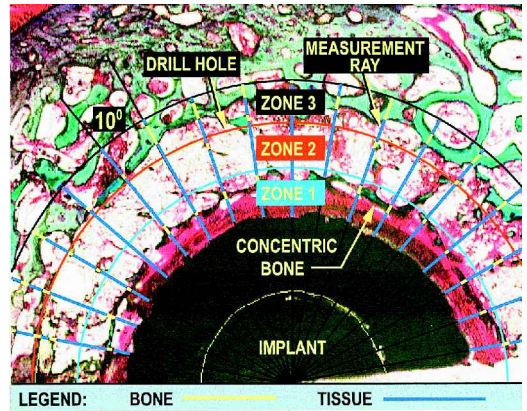 MEASUREMENT
RAY
DRILL HOLE
ZONE 3
10⁰
ZONE 2
ZONE 1
CONCENTRIC
BONE
IMPLANT
LEGEND: BONE TISSUE